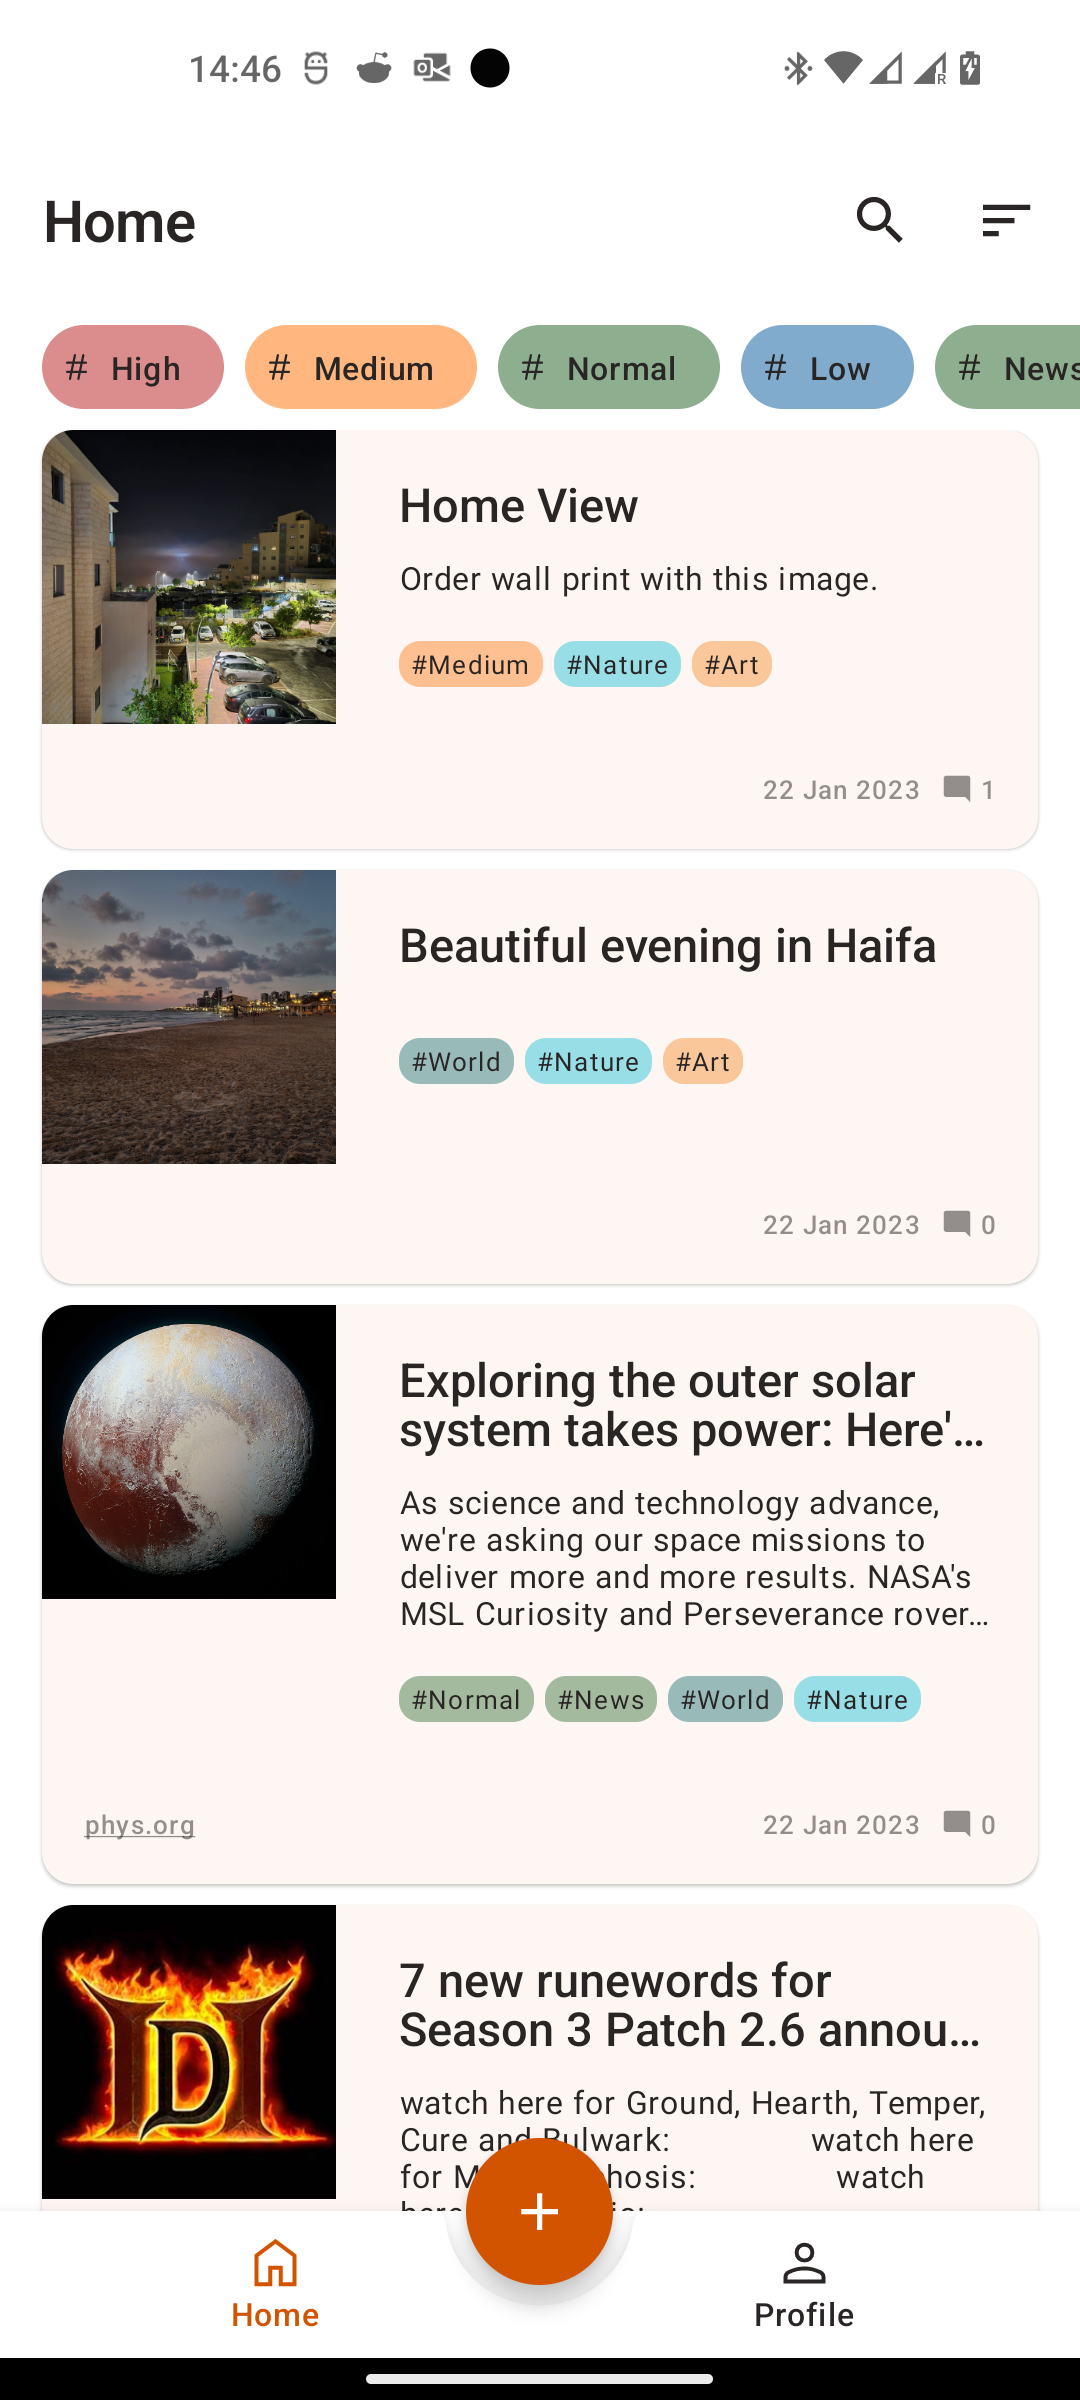 14:46
R
Home
# High
# Medium
# Normal
# Low
# News
Home View
Order wall print with this image.
#Medium #Nature #Art
22 Jan 2023 1
Beautiful evening in Haifa
#World #Nature #Art
22 Jan 2023 0
Exploring the outer solar
system takes power: Here'...
As science and technology advance,
we're asking our space missions to
deliver more and more results. NASA's
MSL Curiosity and Perseverance rover...
#Normal #News #World #Nature
phys.org 22 Jan 2023 0
7 new runewords for
Season 3 Patch 2.6 annou...
watch here for Ground, Hearth, Temper,
Cure and Bulwark: watch here
for watch
Home
Profile